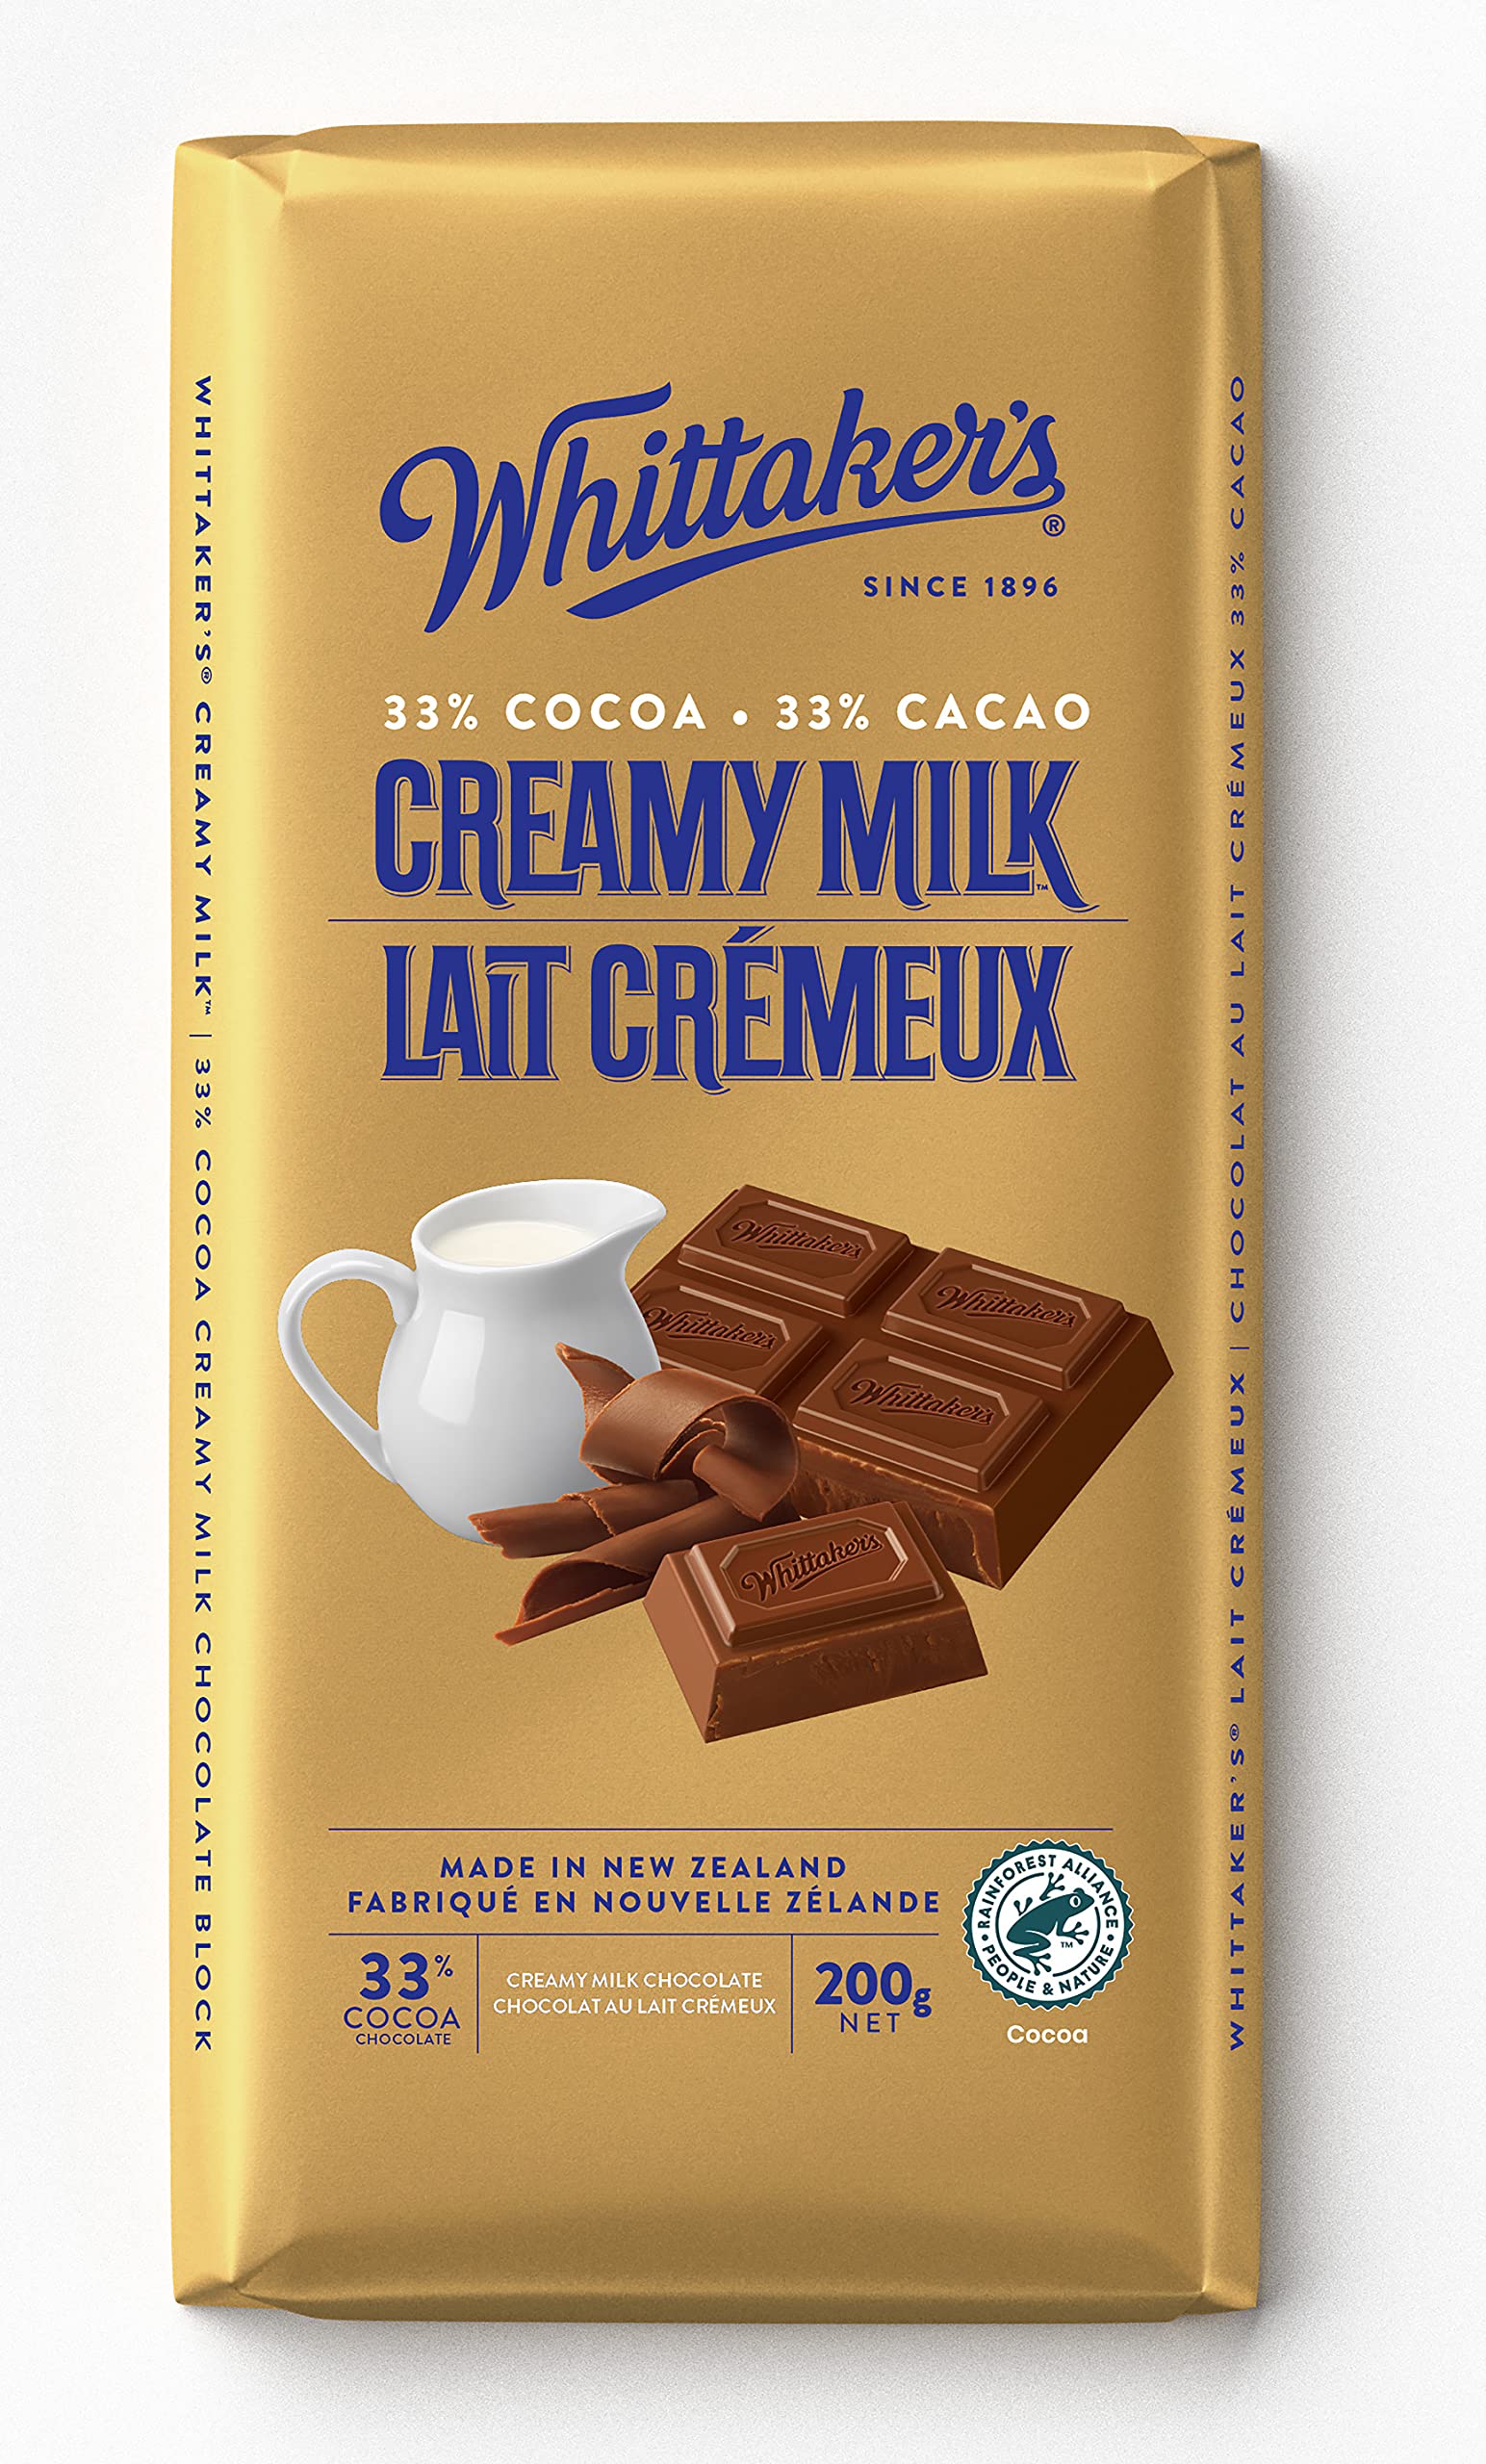 Whittaker's®
SINCE 1896
33% COCOA • 33% CACAO
CREAMY MILK™
LAIT CRÉMEUX
Whittaker's
Whittaker's
Whittaker's
Whittaker's
Whittaker's
MADE IN NEW ZEALAND
FABRIQUÉ EN NOUVELLE ZÉLANDE
33%
COCOA
CHOCOLATE
CREAMY MILK CHOCOLATE
CHOCOLAT AU LAIT CRÉMEUX
200g
NET
RAINFOREST ALLIANCE
• PEOPLE & NATURE •
TM
Cocoa
WHITTAKER'S® CREAMY MILK™ | 33% COCOA CREAMY MILK CHOCOLATE BLOCK
WHITTAKER'S® LAIT CRÉMEUX | CHOCOLAT AU LAIT CRÉMEUX 33% CACAO